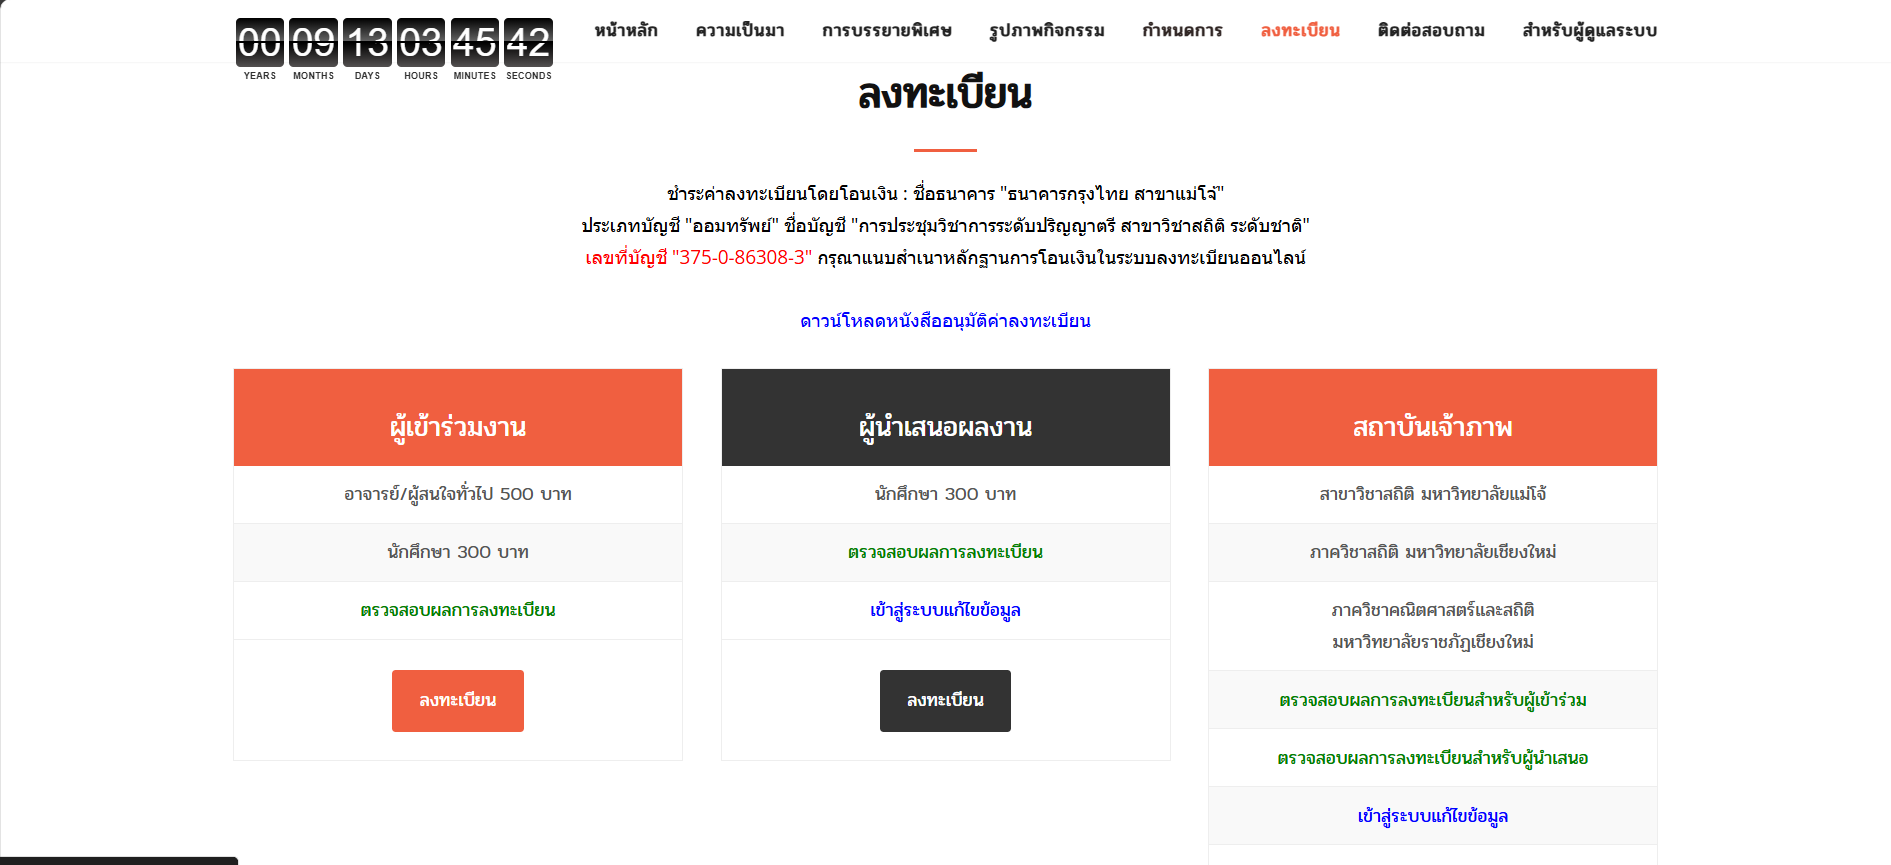 00 09 13 03 45 42
YEARS MONTHS DAYS HOURS MINUTES SECONDS
หน้าหลัก ความเป็นมา การบรรยายพิเศษ รูปภาพกิจกรรม กำหนดการ ลงทะเบียน ติดต่อสอบถาม สำหรับผู้ดูแลระบบ
ลงทะเบียน
ชำระค่าลงทะเบียนโดยโอนเงิน : ชื่อธนาคาร "ธนาคารกรุงไทย สาขาแม่โจ้"
ประเภทบัญชี "ออมทรัพย์" ชื่อบัญชี "การประชุมวิชาการระดับปริญญาตรี สาขาวิชาสถิติ ระดับชาติ"
เลขที่บัญชี "375-0-86308-3" กรุณาแนบสำเนาหลักฐานการโอนเงินในระบบลงทะเบียนออนไลน์
ดาวน์โหลดหนังสืออนุมัติค่าลงทะเบียน
ผู้เข้าร่วมงาน
อาจารย์/ผู้สนใจทั่วไป 500 บาท
นักศึกษา 300 บาท
ตรวจสอบผลการลงทะเบียน
ลงทะเบียน
ผู้นำเสนอผลงาน
นักศึกษา 300 บาท
ตรวจสอบผลการลงทะเบียน
เข้าสู่ระบบแก้ไขข้อมูล
ลงทะเบียน
สถาบันเจ้าภาพ
สาขาวิชาสถิติ มหาวิทยาลัยแม่โจ้
ภาควิชาสถิติ มหาวิทยาลัยเชียงใหม่
ภาควิชาคณิตศาสตร์และสถิติ
มหาวิทยาลัยราชภัฏเชียงใหม่
ตรวจสอบผลการลงทะเบียนสำหรับผู้เข้าร่วม
ตรวจสอบผลการลงทะเบียนสำหรับผู้นำเสนอ
เข้าสู่ระบบแก้ไขข้อมูล